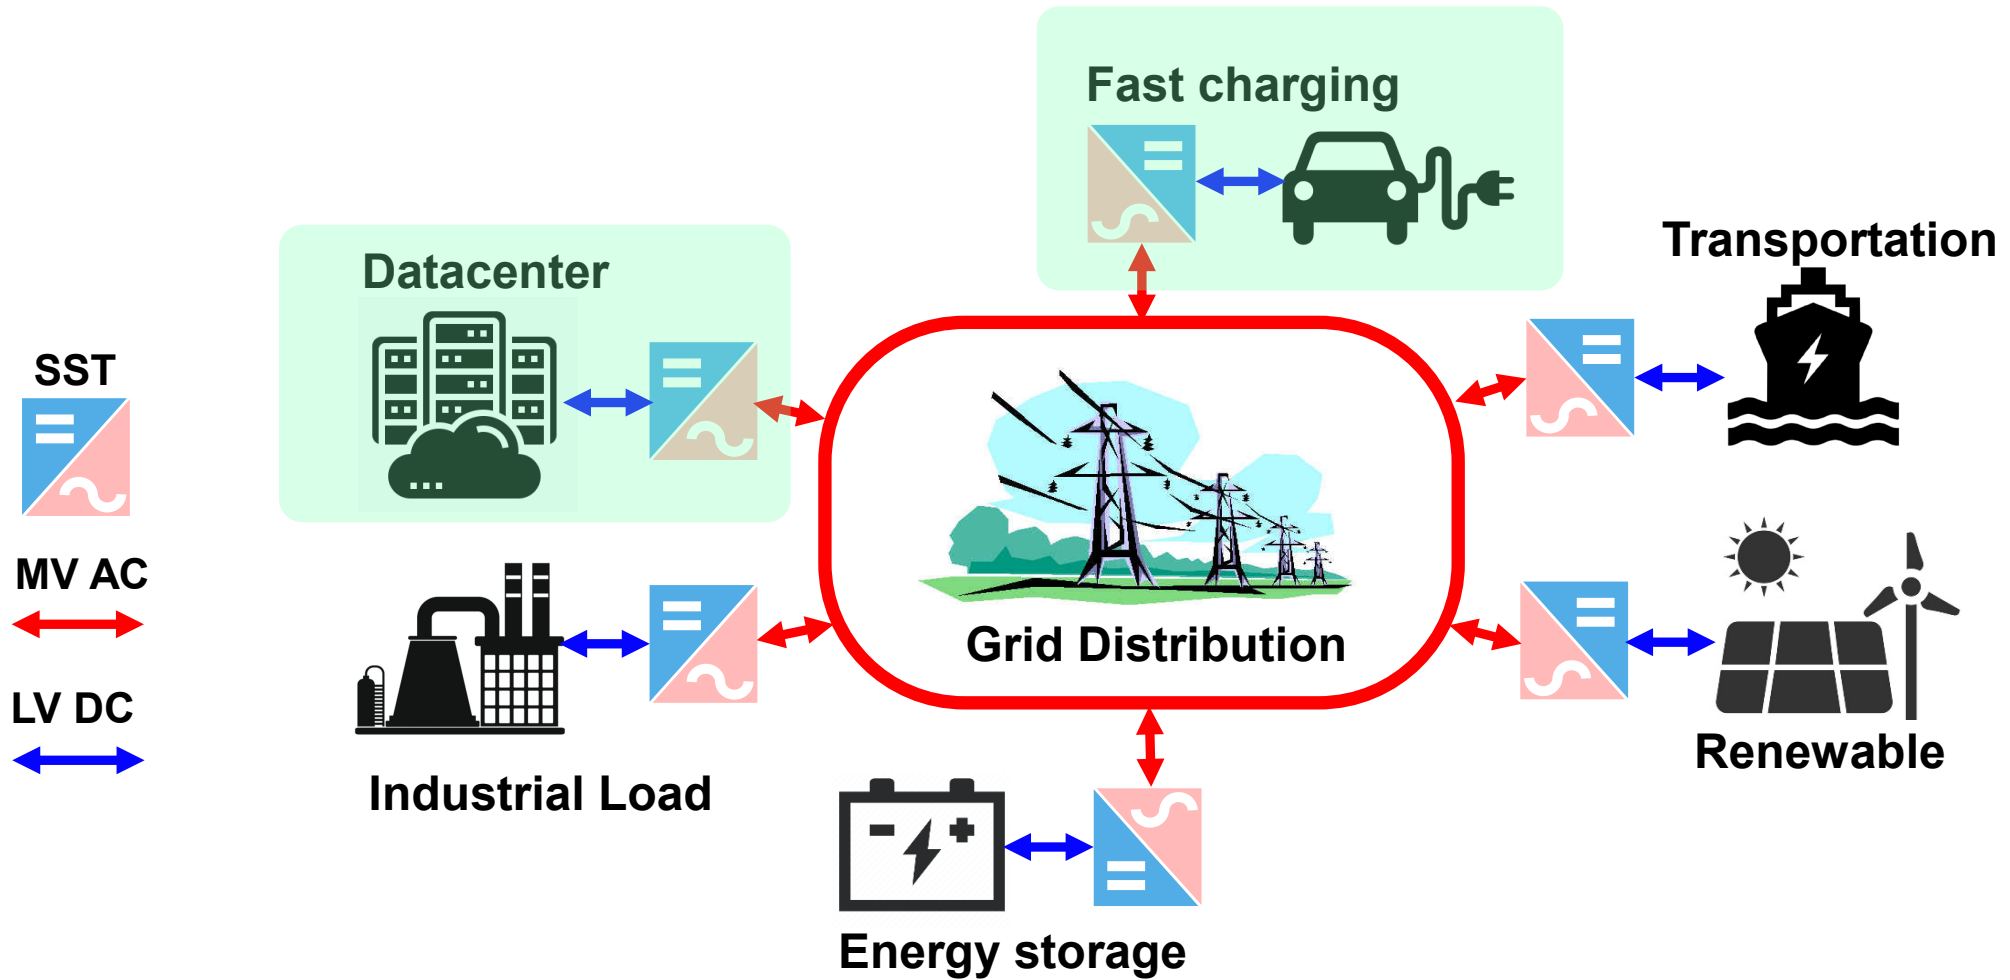 Fast charging
Transportation
Datacenter
SST
MV AC
LV DC
Grid Distribution
Industrial Load
Renewable
Energy storage